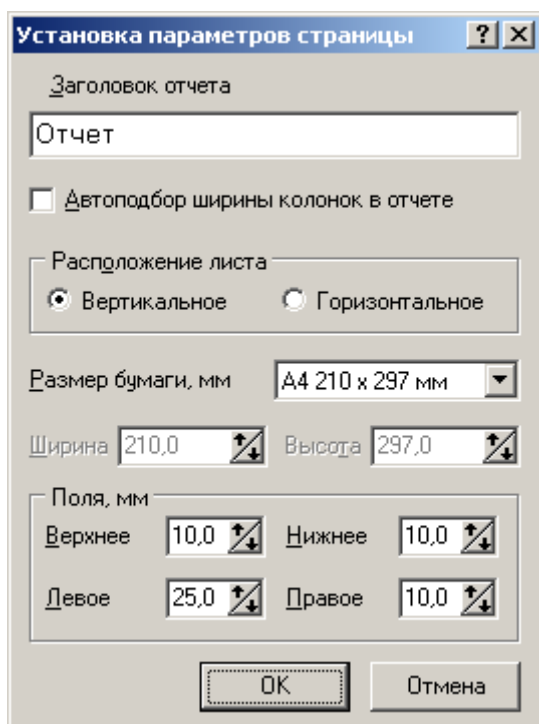 Установка параметров страницы
Заголовок отчета
Отчет
Автоподбор ширины колонок в отчете
Расположение листа
Вертикальное Горизонтальное
Размер бумаги, мм А4 210 x 297 мм
Ширина 210,0 Высота 297,0
Поля, мм
Верхнее 10,0 Нижнее 10,0
Левое 25,0 Правое 10,0
OK Отмена